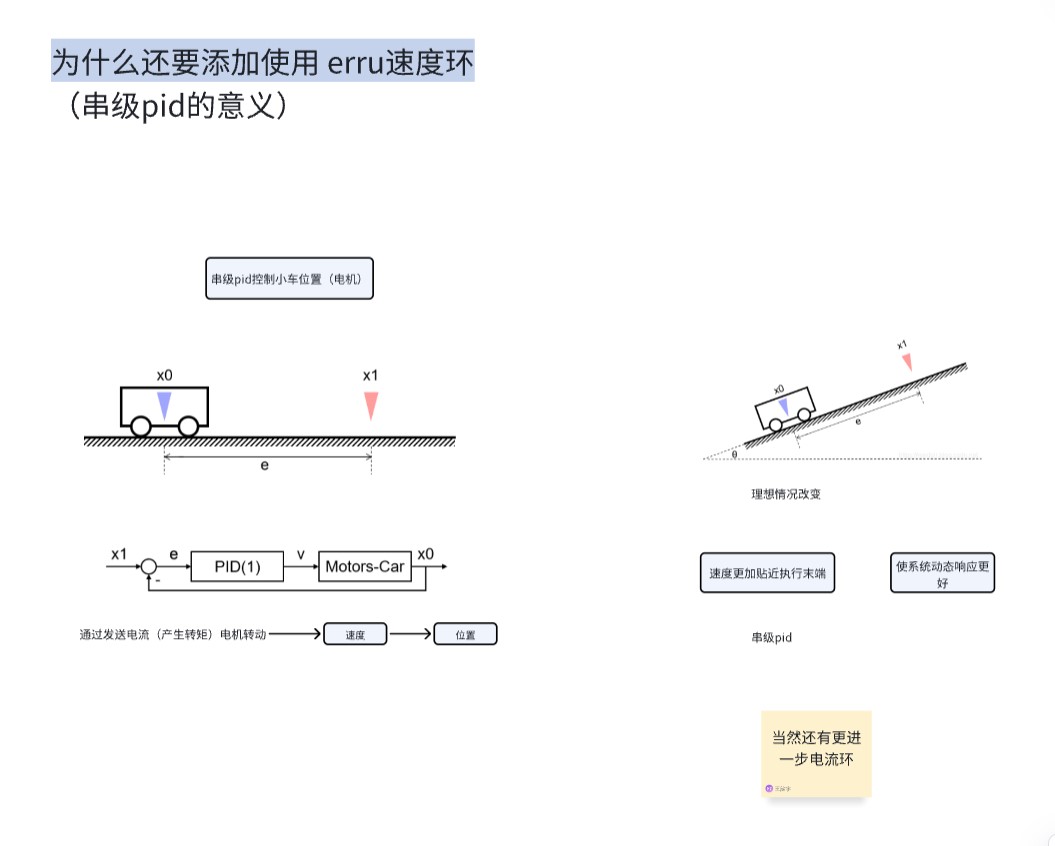 为什么还要添加使用 erru速度环
（串级pid的意义）
串级pid控制小车位置（电机）
x0
x1
e
x1
e
PID(1)
v
Motors-Car
x0
-
通过发送电流（产生转矩）电机转动
速度
位置
x1
x0
e
θ
理想情况改变
速度更加贴近执行末端
使系统动态响应更
好
串级pid
当然还有更进
一步电流环